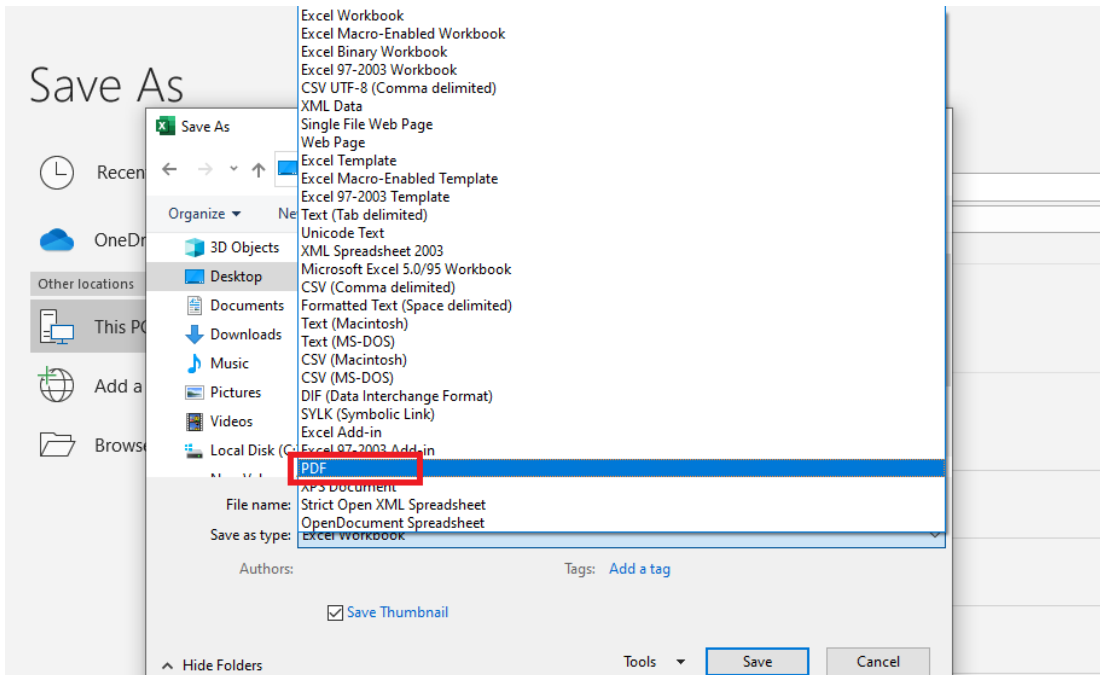 Save As
Recen
OneDr
Other locations
This PC
Add a
Browse
Save As
Organize
Ne
3D Objects
Desktop
Documents
Downloads
Music
Pictures
Videos
Local Disk (C:
Excel Workbook
Excel Macro-Enabled Workbook
Excel Binary Workbook
Excel 97-2003 Workbook
CSV UTF-8 (Comma delimited)
XML Data
Single File Web Page
Web Page
Excel Template
Excel Macro-Enabled Template
Excel 97-2003 Template
Text (Tab delimited)
Unicode Text
XML Spreadsheet 2003
Microsoft Excel 5.0/95 Workbook
CSV (Comma delimited)
Formatted Text (Space delimited)
Text (Macintosh)
Text (MS-DOS)
CSV (Macintosh)
CSV (MS-DOS)
DIF (Data Interchange Format)
SYLK (Symbolic Link)
Excel Add-in
Excel 97-2003 Add-in
PDF
XPS Document
Strict Open XML Spreadsheet
OpenDocument Spreadsheet
File name:
Save as type: Excel Workbook
Authors:
Tags: Add a tag
Save Thumbnail
Hide Folders
Tools
Save
Cancel